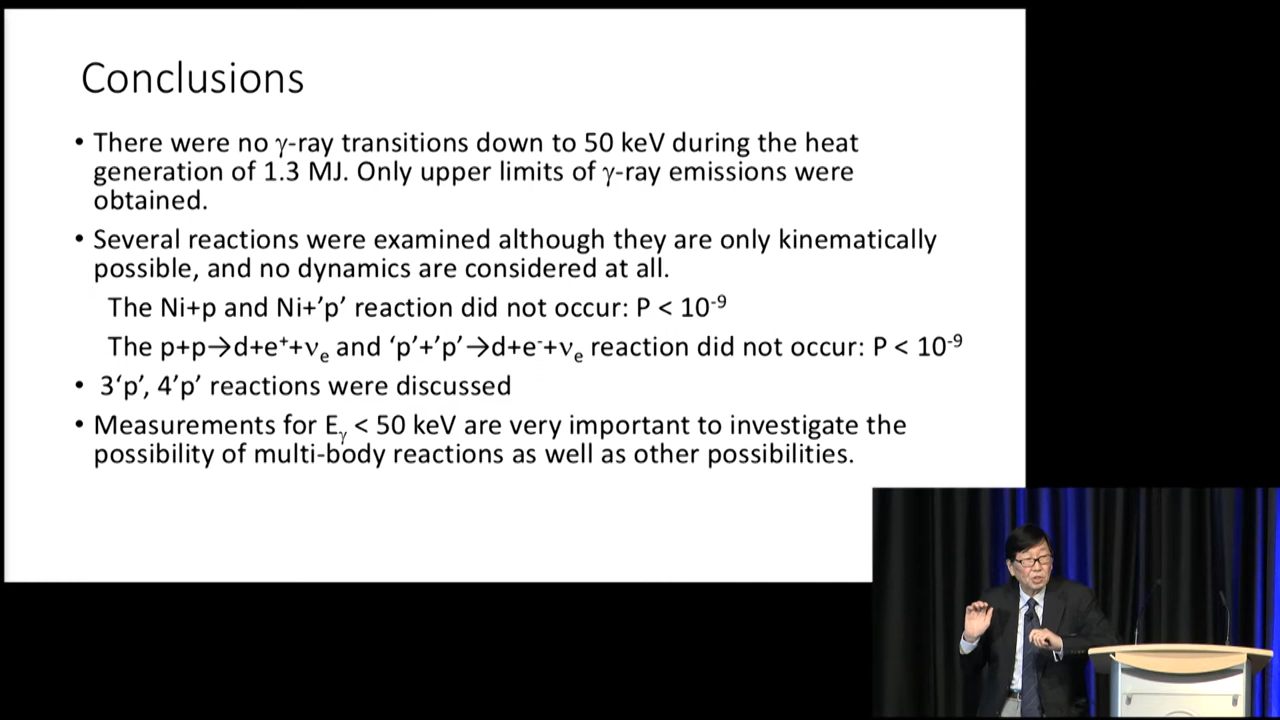 Conclusions
• There were no γ-ray transitions down to 50 keV during the heat
generation of 1.3 MJ. Only upper limits of γ-ray emissions were
obtained.
• Several reactions were examined although they are only kinematically
possible, and no dynamics are considered at all.
The Ni+p and Ni+’p’ reaction did not occur: P < 10⁻⁹
The p+p→d+e⁺+νₑ and ‘p’+’p’→d+e⁻+νₑ reaction did not occur: P < 10⁻⁹
• 3‘p’, 4’p’ reactions were discussed
• Measurements for Eᵧ < 50 keV are very important to investigate the
possibility of multi-body reactions as well as other possibilities.